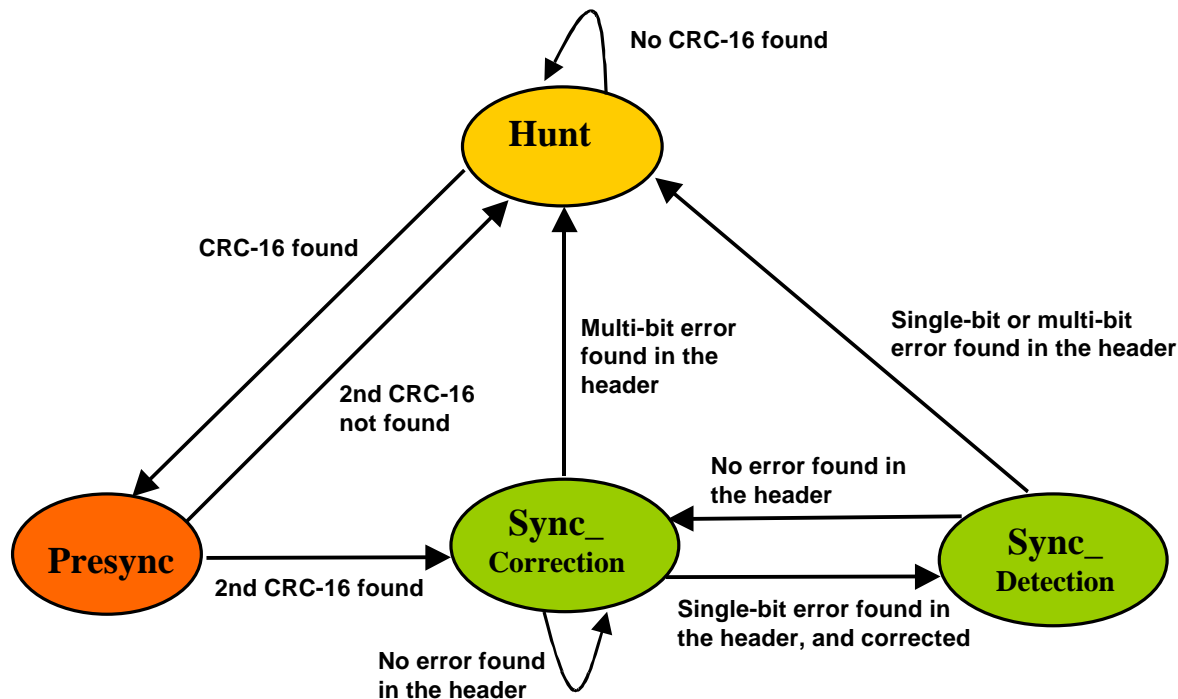 No CRC-16 found
Hunt
CRC-16 found
2nd CRC-16
not found
Multi-bit error
found in the
header
Single-bit or multi-bit
error found in the header
No error found in
the header
Presync
2nd CRC-16 found
Sync_
Correction
Sync_
Detection
Single-bit error found in
the header, and corrected
No error found
in the header